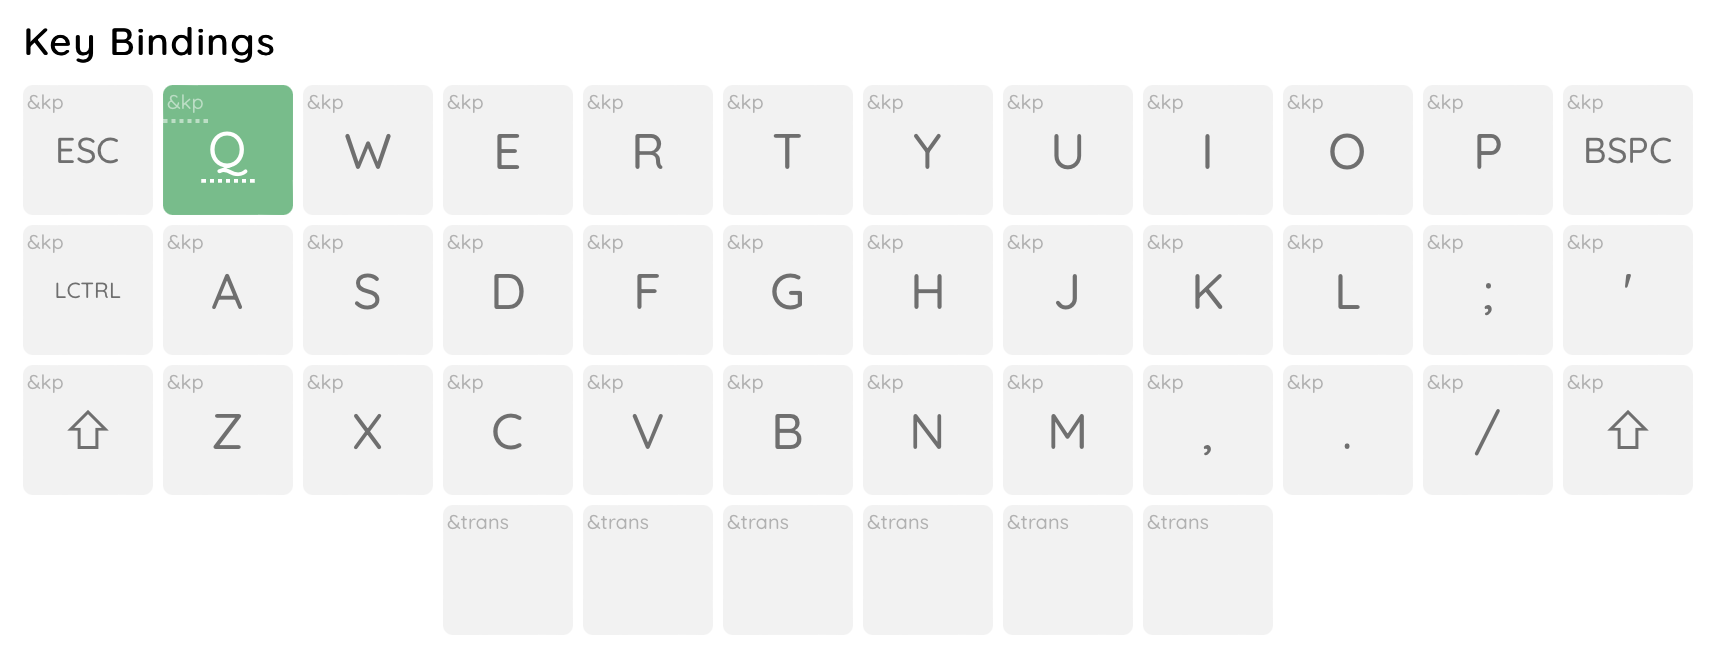 Key Bindings
&kp &kp &kp &kp &kp &kp &kp &kp &kp &kp &kp &kp
ESC Q W E R T Y U I O P BSPC
&kp &kp &kp &kp &kp &kp &kp &kp &kp &kp &kp &kp
LCTRL A S D F G H J K L ; '
&kp &kp &kp &kp &kp &kp &kp &kp &kp &kp &kp &kp
⇧ Z X C V B N M , . / ⇧
&trans &trans &trans &trans &trans &trans